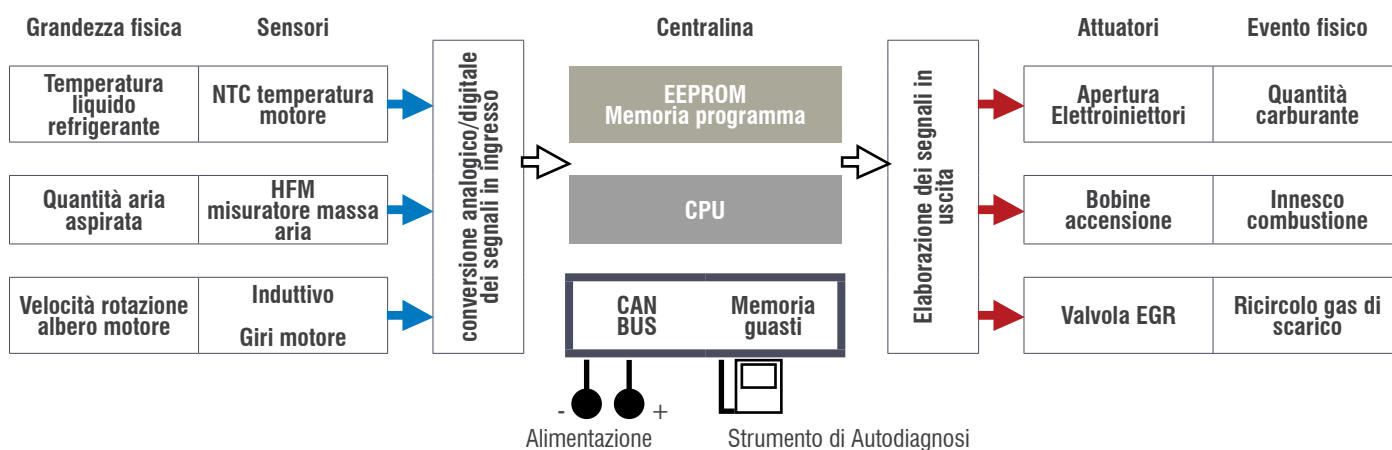 Grandezza fisica
Sensori
Centralina
Attuatori
Evento fisico
Temperatura
liquido
refrigerante
NTC temperatura
motore
Quantità aria
aspirata
HFM
misuratore massa
aria
Velocità rotazione
albero motore
Induttivo
Giri motore
conversione analogico/digitale
dei segnali in ingresso
EEPROM
Memoria programma
CPU
CAN
BUS
Memoria
guasti
- +
Alimentazione
Strumento di Autodiagnosi
Elaborazione dei segnali in
uscita
Apertura
Elettroiniettori
Quantità
carburante
Bobine
accensione
Innesco
combustione
Valvola EGR
Ricircolo gas di
scarico